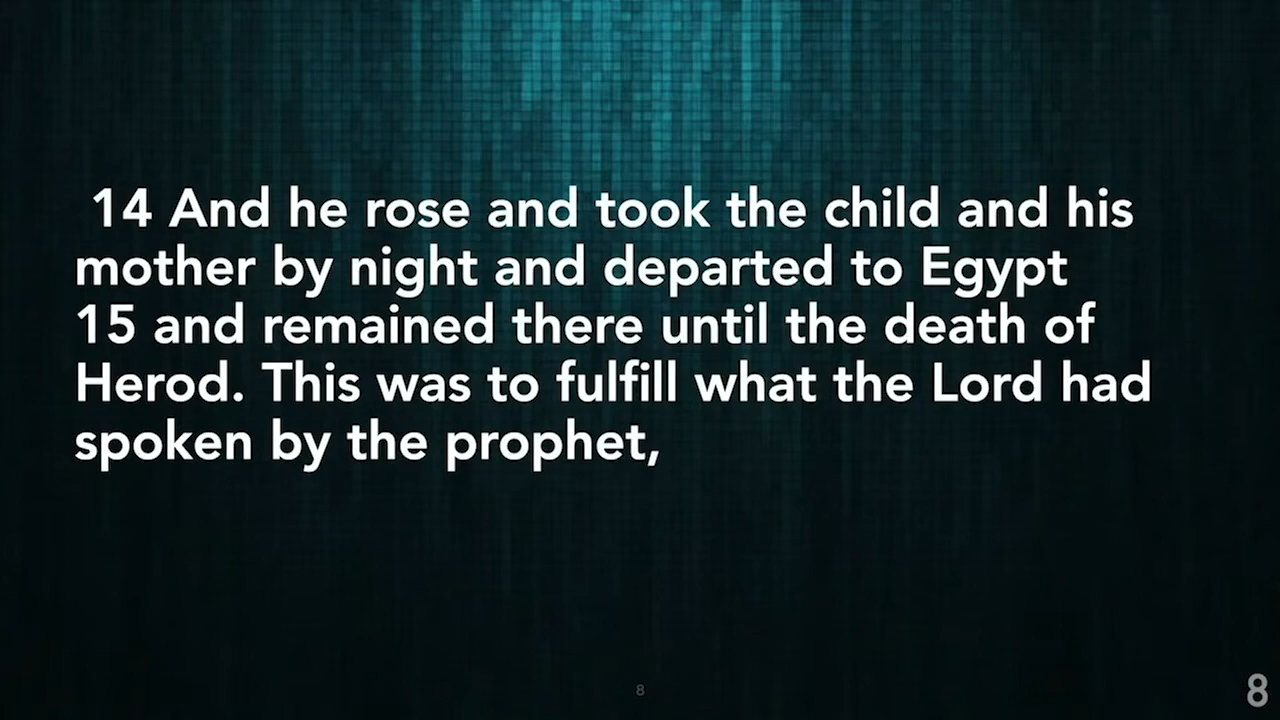 14 And he rose and took the child and his
mother by night and departed to Egypt
15 and remained there until the death of
Herod. This was to fulfill what the Lord had
spoken by the prophet,
8
8